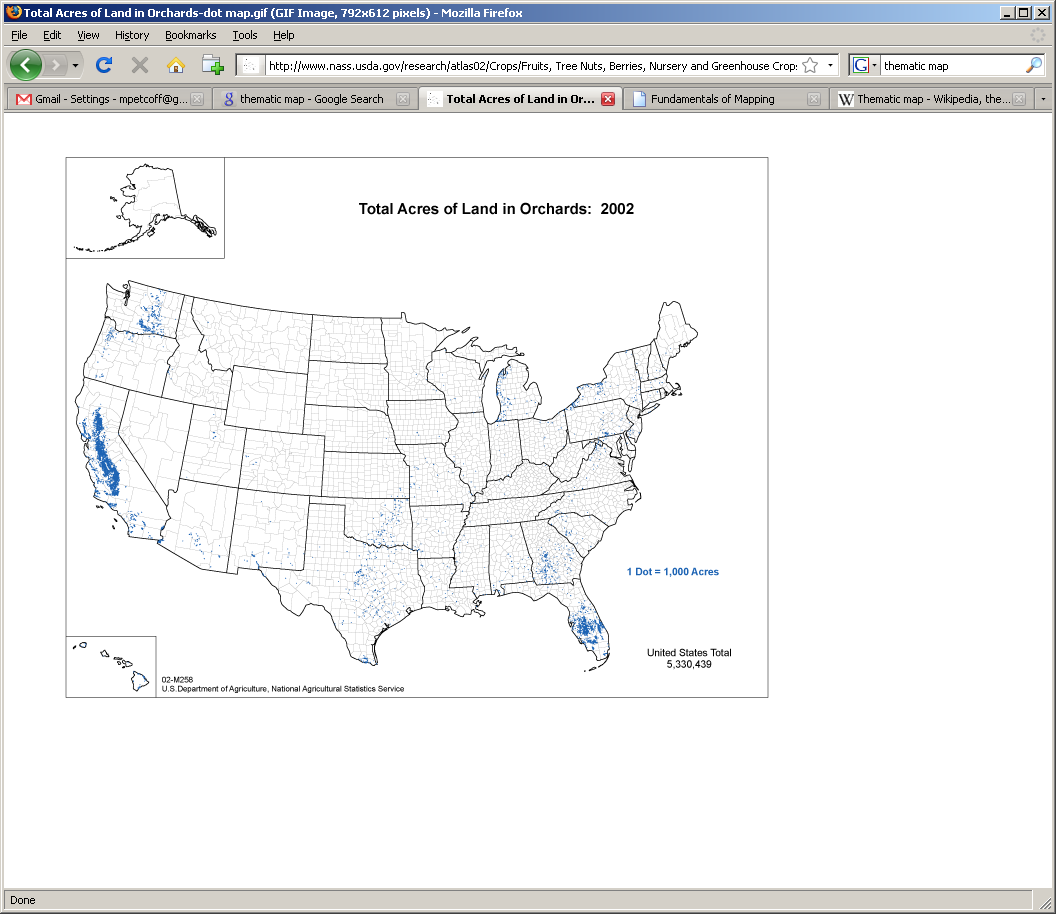 Total Acres of Land in Orchards-dot map.gif (GIF Image, 792x612 pixels) - Mozilla Firefox
File Edit View History Bookmarks Tools Help
http://www.nass.usda.gov/research/atlas02/Crops/Fruits, Tree Nuts, Berries, Nursery and Greenhouse Crop: G thematic map
Gmail - Settings - mpetcoff@g... g thematic map - Google Search Total Acres of Land in Or... Fundamentals of Mapping W Thematic map - Wikipedia, the...
Total Acres of Land in Orchards: 2002
1 Dot = 1,000 Acres
United States Total
5,330,439
02-M258
U.S.Department of Agriculture, National Agricultural Statistics Service
Done